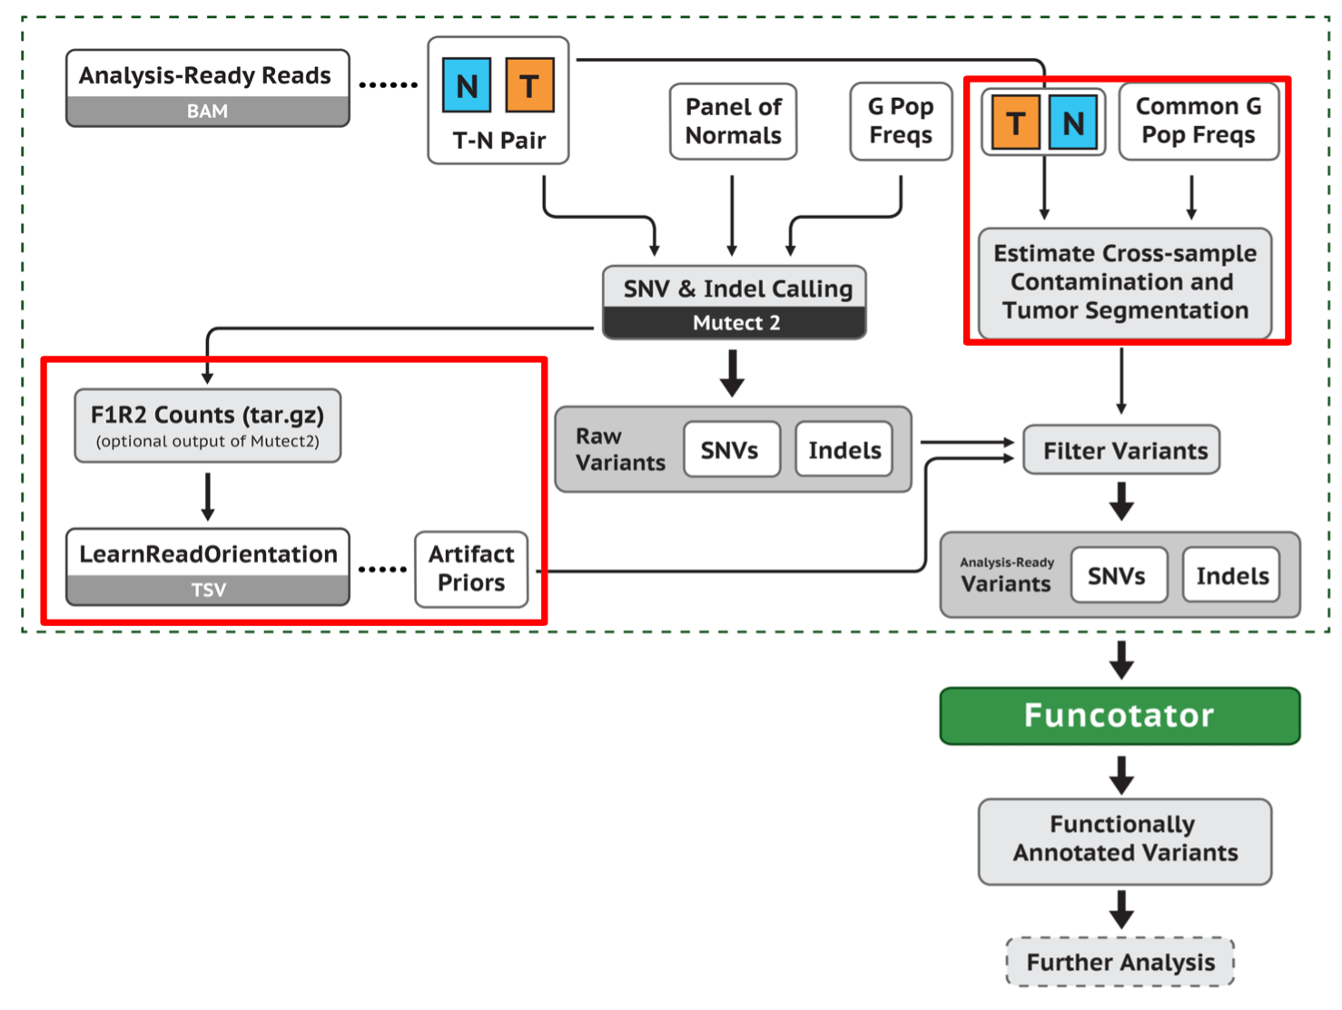 Analysis-Ready Reads
BAM
N T
T-N Pair
Panel of
Normals
G Pop
Freqs
T N
Common G
Pop Freqs
Estimate Cross-sample
Contamination and
Tumor Segmentation
SNV & Indel Calling
Mutect 2
F1R2 Counts (tar.gz)
(optional output of Mutect2)
Raw
Variants
SNVs
Indels
Filter Variants
LearnReadOrientation
TSV
Artifact
Priors
Analysis-Ready
Variants
SNVs
Indels
Funcotator
Functionally
Annotated Variants
Further Analysis